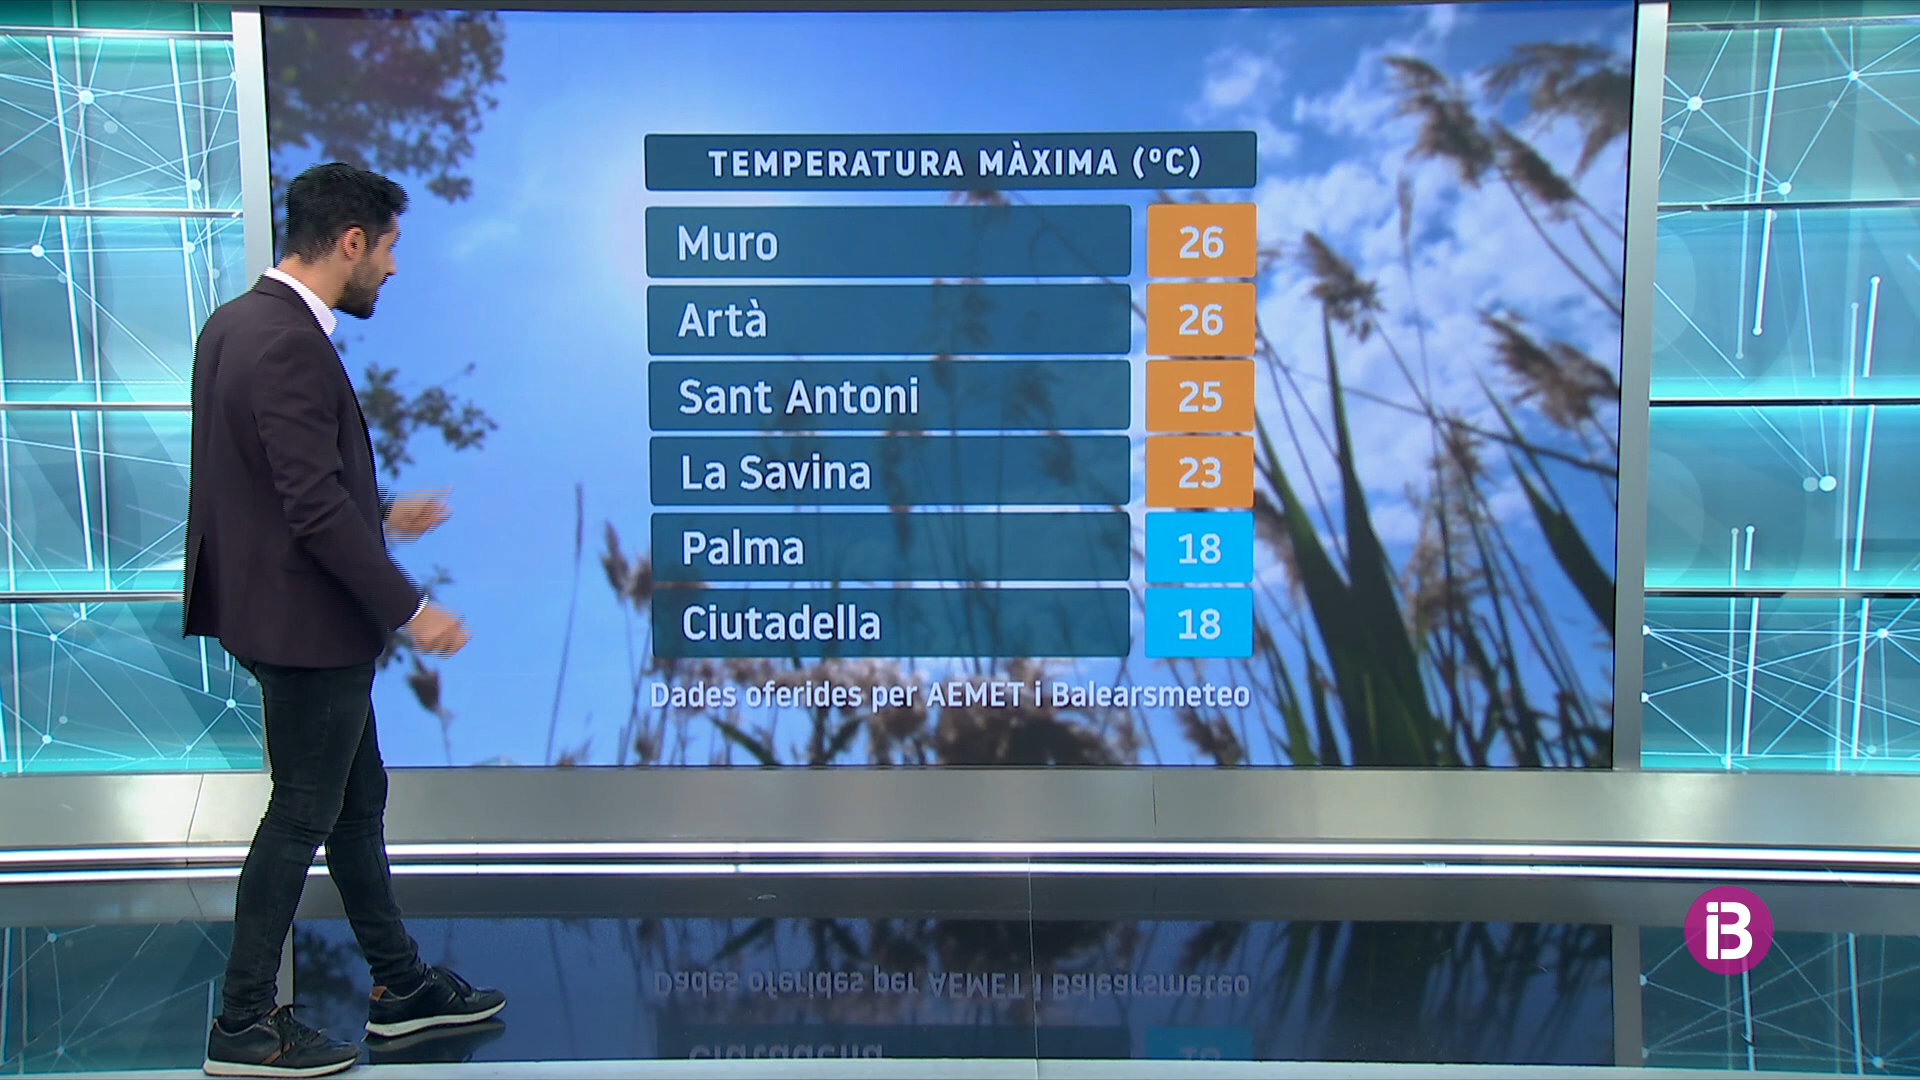 TEMPERATURA MÀXIMA (ºC)
Muro 26
Artà 26
Sant Antoni 25
La Savina 23
Palma 18
Ciutadella 18
Dades oferides per AEMET i Balearsmeteo
iB